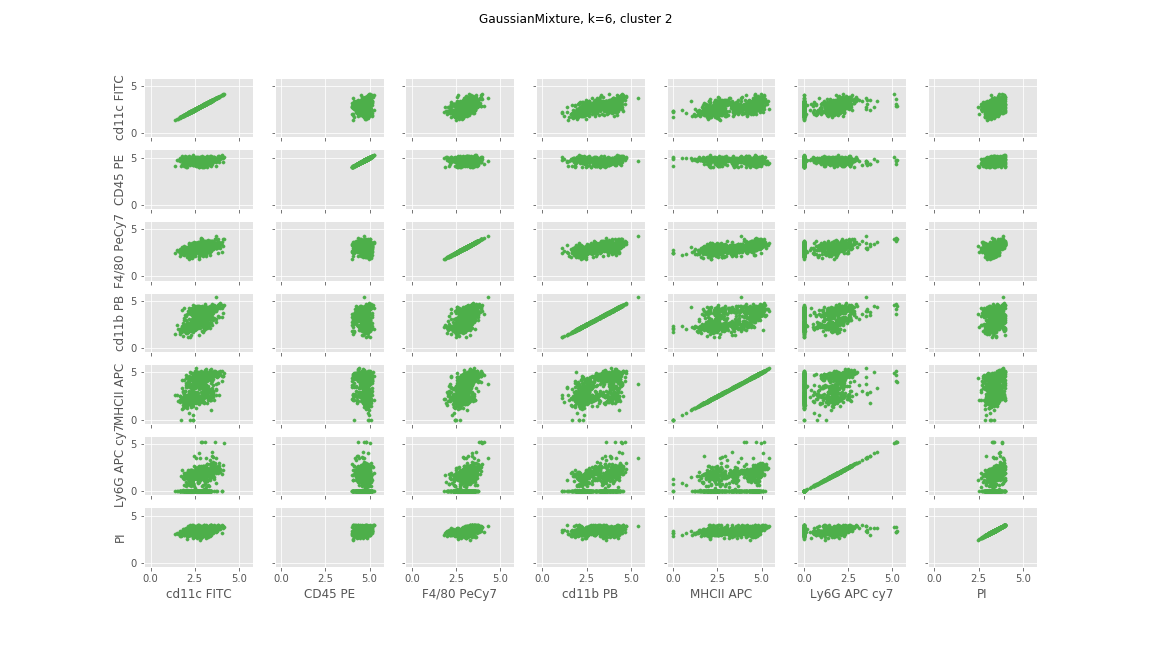 GaussianMixture, k=6, cluster 2
cd11c FITC
5
0
CD45 PE
5
0
F4/80 PeCy7
5
0
cd11b PB
5
0
MHCII APC
5
0
Ly6G APC cy7
5
0
PI
5
0
0.0 2.5 5.0 0.0 2.5 5.0 0.0 2.5 5.0 0.0 2.5 5.0 0.0 2.5 5.0 0.0 2.5 5.0 0.0 2.5 5.0
cd11c FITC CD45 PE F4/80 PeCy7 cd11b PB MHCII APC Ly6G APC cy7 PI